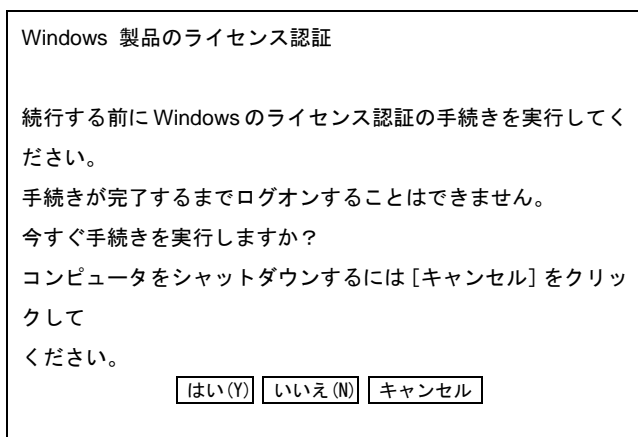 Windows 製品のライセンス認証
続行する前に Windows のライセンス認証の手続きを実行してく
ださい。
手続きが完了するまでログオンすることはできません。
今すぐ手続きを実行しますか？
コンピュータをシャットダウンするには［キャンセル］をクリッ
クして
ください。
はい(Y) いいえ(N) キャンセル